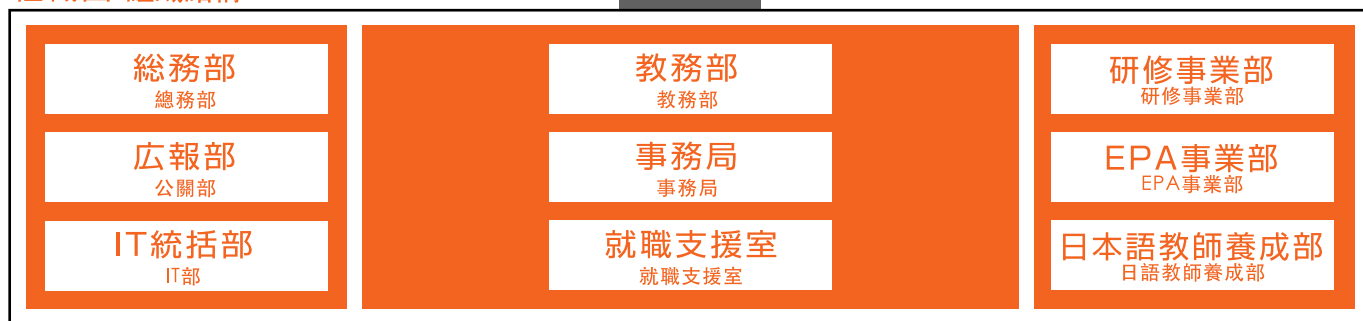 総務部
總務部
広報部
公關部
IT統括部
IT部
教務部
教務部
事務局
事務局
就職支援室
就職支援室
研修事業部
研修事業部
EPA事業部
EPA事業部
日本語教師養成部
日語教師養成部